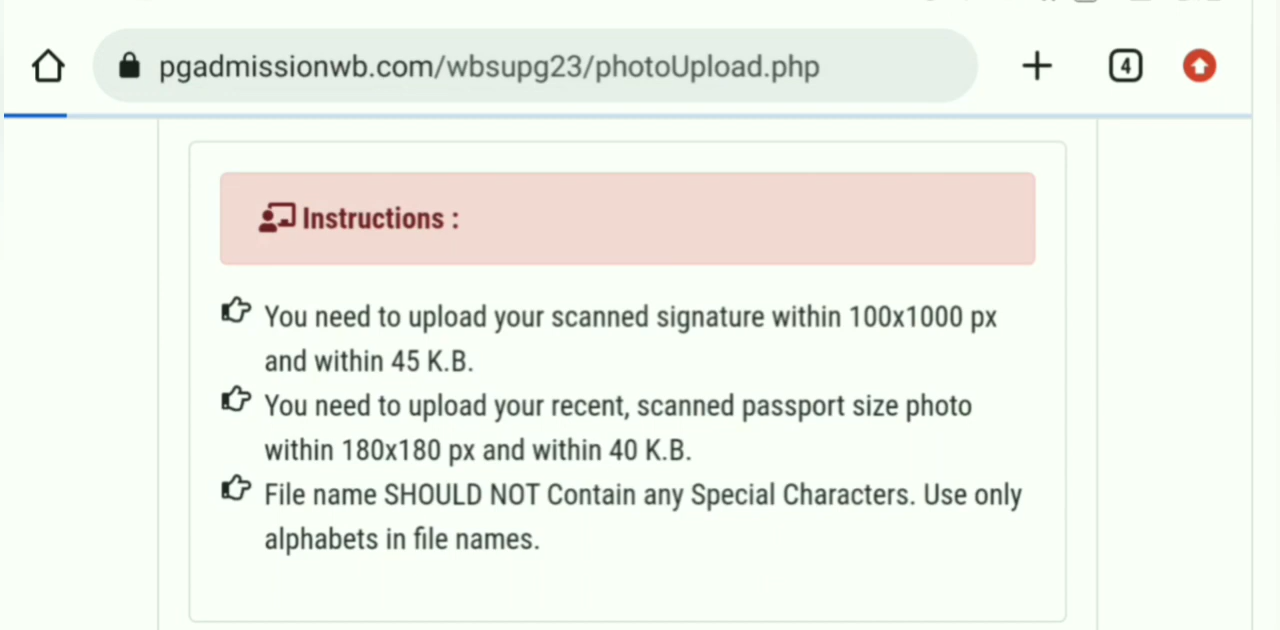 pgadmissionwb.com/wbsupg23/photoUpload.php
4
Instructions :
You need to upload your scanned signature within 100x1000 px
and within 45 K.B.
You need to upload your recent, scanned passport size photo
within 180x180 px and within 40 K.B.
File name SHOULD NOT Contain any Special Characters. Use only
alphabets in file names.